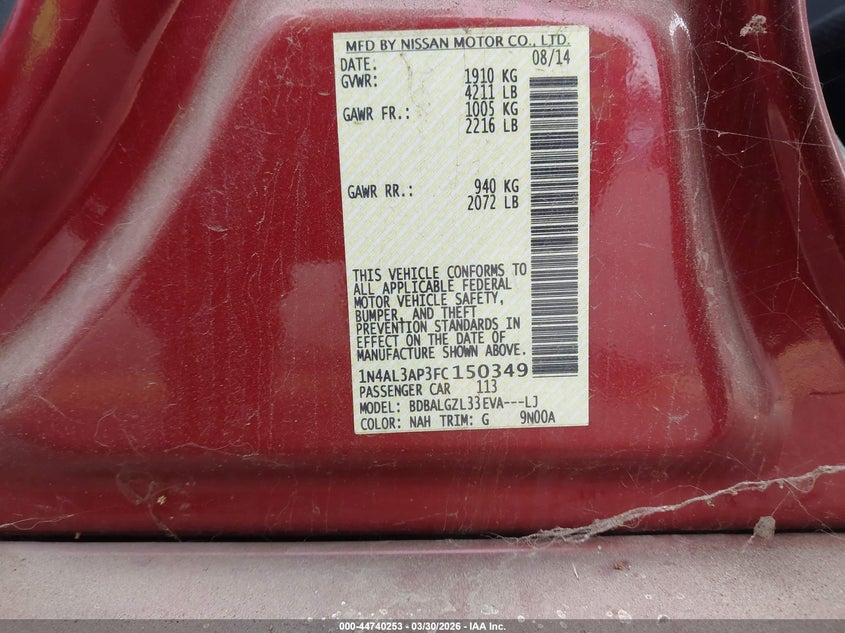 MFD BY NISSAN MOTOR CO., LTD.
DATE: 08/14
GVWR: 1910 KG
4211 LB
GAWR FR.: 1005 KG
2216 LB
GAWR RR.: 940 KG
2072 LB
THIS VEHICLE CONFORMS TO
ALL APPLICABLE FEDERAL
MOTOR VEHICLE SAFETY,
BUMPER, AND THEFT
PREVENTION STANDARDS IN
EFFECT ON THE DATE OF
MANUFACTURE SHOWN ABOVE.
1N4AL3AP3FC150349
PASSENGER CAR 113
MODEL: BDBALGZL33EVA---LJ
COLOR: NAH TRIM: G 9N00A
000-44740253 - 03/30/2026 - IAA Inc.